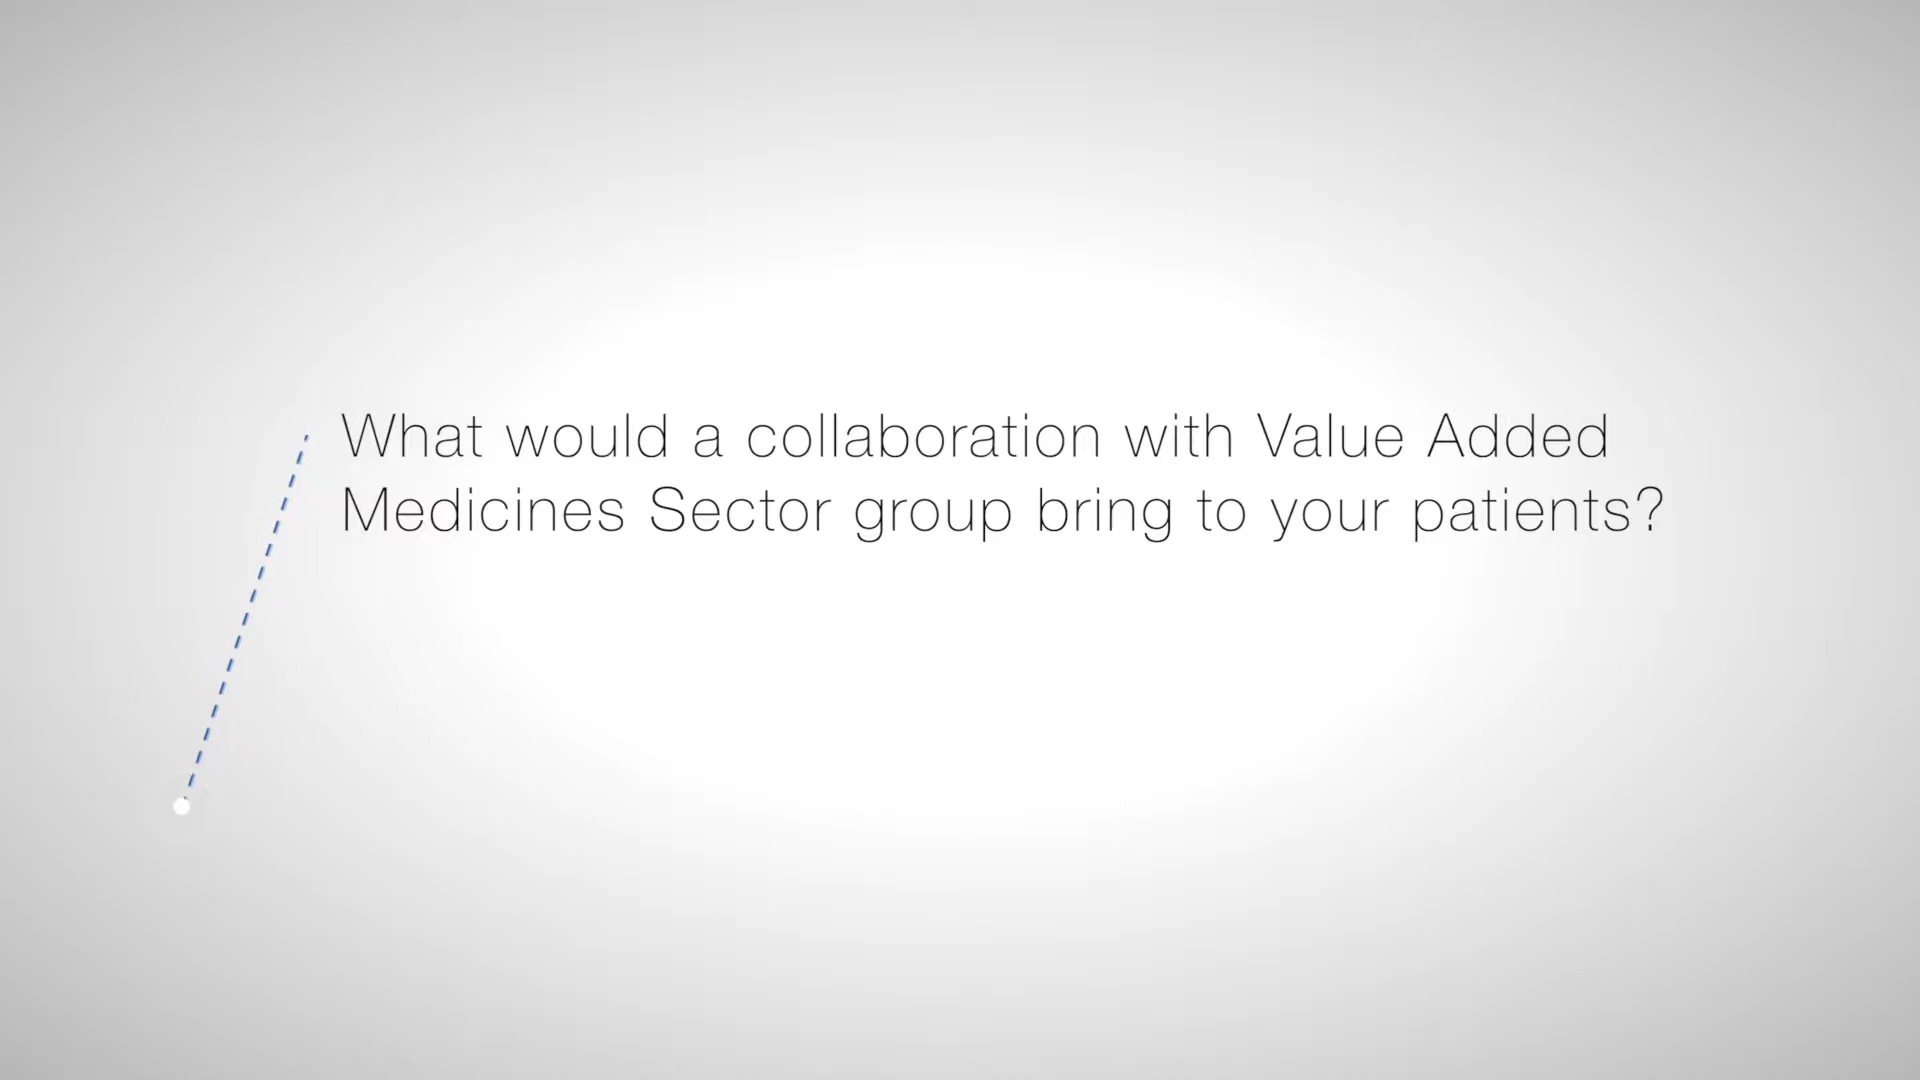 What would a collaboration with Value Added
Medicines Sector group bring to your patients?